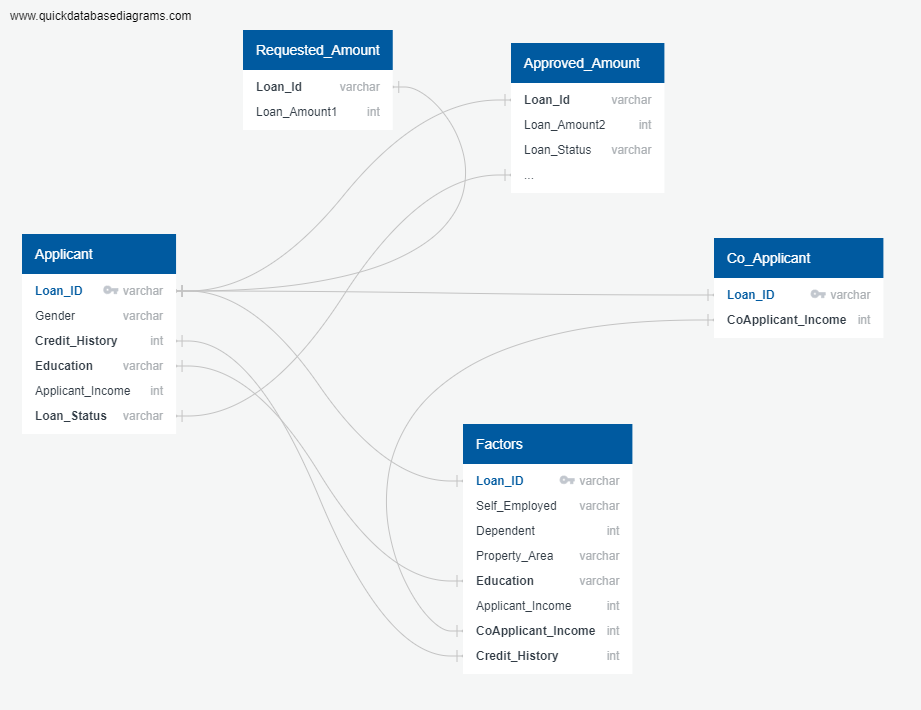 www.quickdatabasediagrams.com
Requested_Amount
Loan_Id varchar
Loan_Amount1 int
Approved_Amount
Loan_Id varchar
Loan_Amount2 int
Loan_Status varchar
...
Applicant
Loan_ID varchar
Gender varchar
Credit_History int
Education varchar
Applicant_Income int
Loan_Status varchar
Co_Applicant
Loan_ID varchar
CoApplicant_Income int
Factors
Loan_ID varchar
Self_Employed varchar
Dependent int
Property_Area varchar
Education varchar
Applicant_Income int
CoApplicant_Income int
Credit_History int